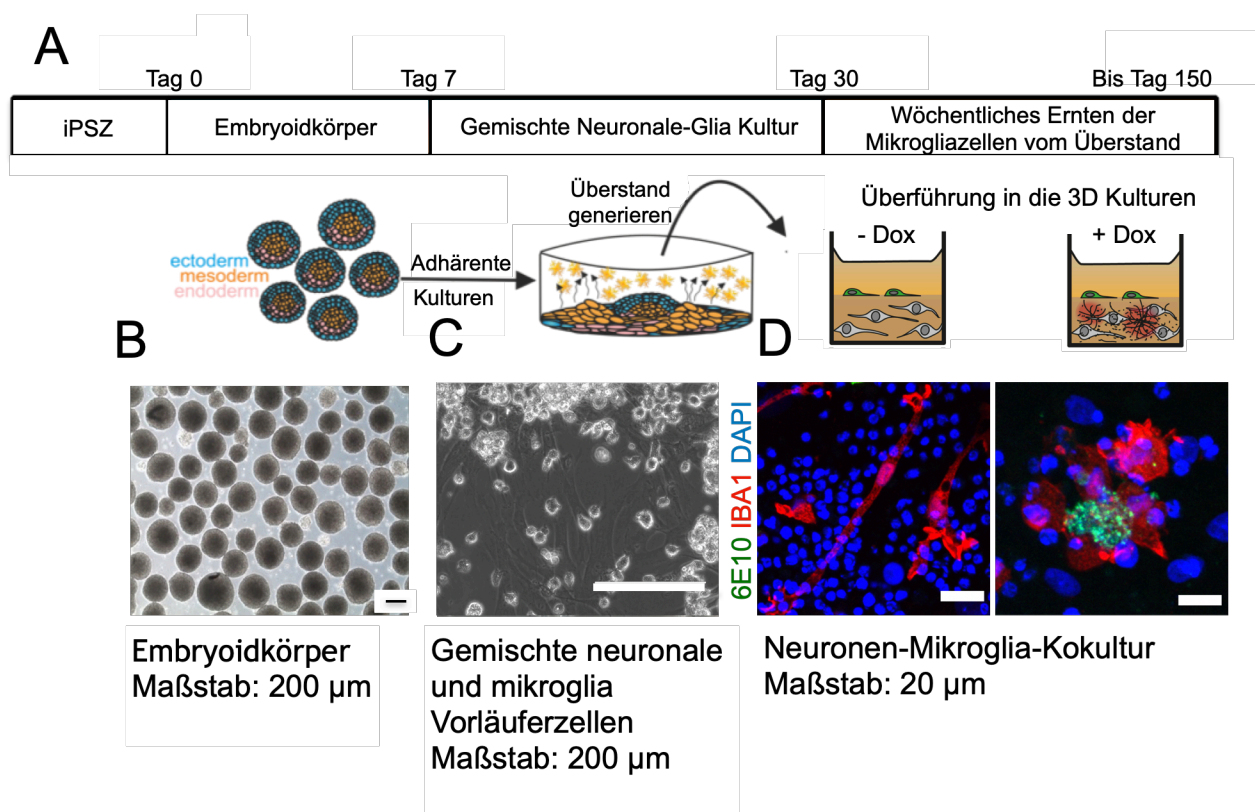 A
Tag 0
Tag 7
Tag 30
Bis Tag 150
iPSZ
Embryoidkörper
Gemischte Neuronale-Glia Kultur
Wöchentliches Ernten der
Mikrogliazellen vom Überstand
ectoderm
mesoderm
endoderm
Adhärente
Kulturen
Überstand
generieren
Überführung in die 3D Kulturen
- Dox
+ Dox
B
C
D
6E10 IBA1 DAPI
Embryoidkörper
Maßstab: 200 µm
Gemischte neuronale
und mikroglia
Vorläuferzellen
Maßstab: 200 µm
Neuronen-Mikroglia-Kokultur
Maßstab: 20 µm